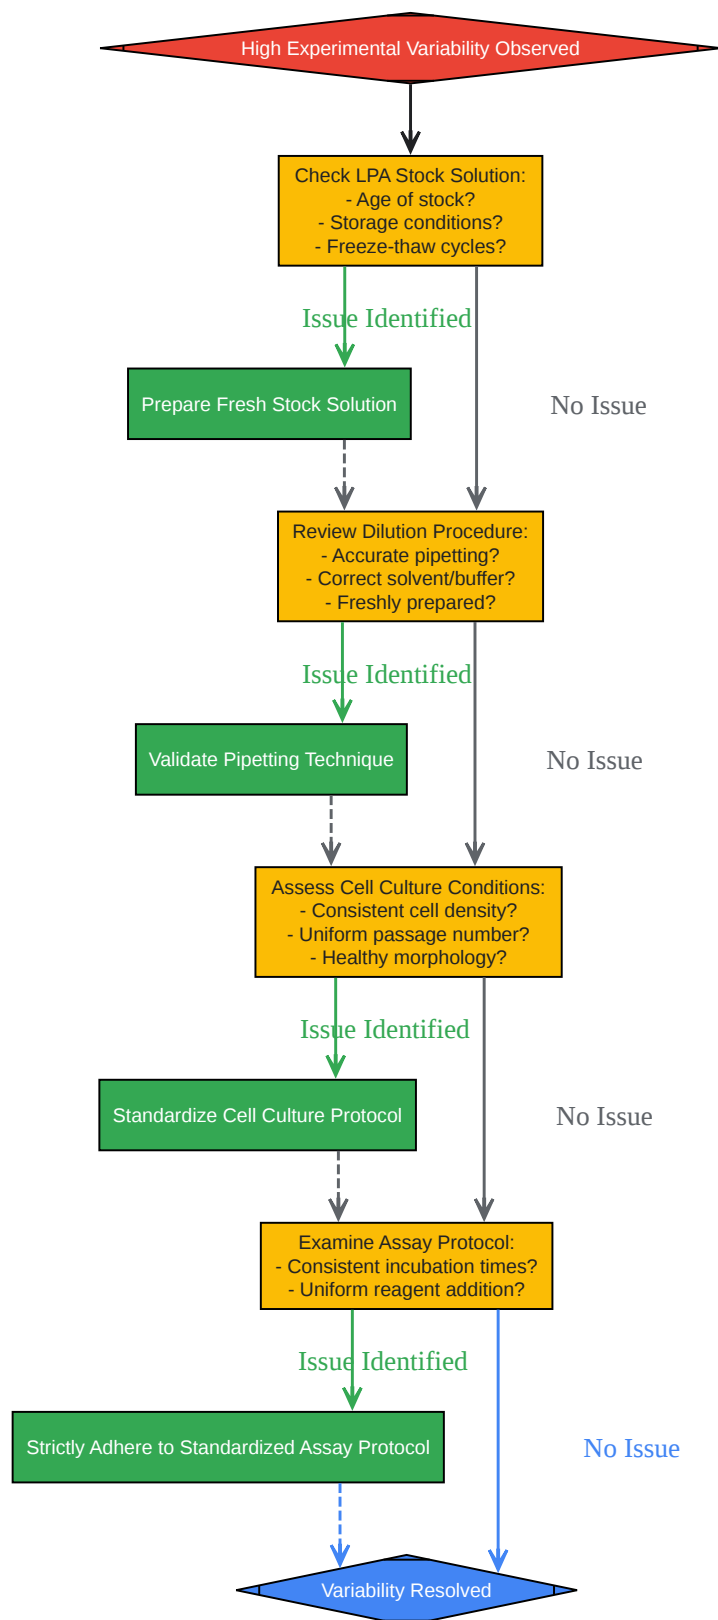 High Experimental Variability Observed
Check LPA Stock Solution:
- Age of stock?
- Storage conditions?
- Freeze-thaw cycles?
Issue Identified
Prepare Fresh Stock Solution
No Issue
Review Dilution Procedure:
- Accurate pipetting?
- Correct solvent/buffer?
- Freshly prepared?
Issue Identified
Validate Pipetting Technique
No Issue
Assess Cell Culture Conditions:
- Consistent cell density?
- Uniform passage number?
- Healthy morphology?
Issue Identified
Standardize Cell Culture Protocol
No Issue
Examine Assay Protocol:
- Consistent incubation times?
- Uniform reagent addition?
Issue Identified
Strictly Adhere to Standardized Assay Protocol
No Issue
Variability Resolved